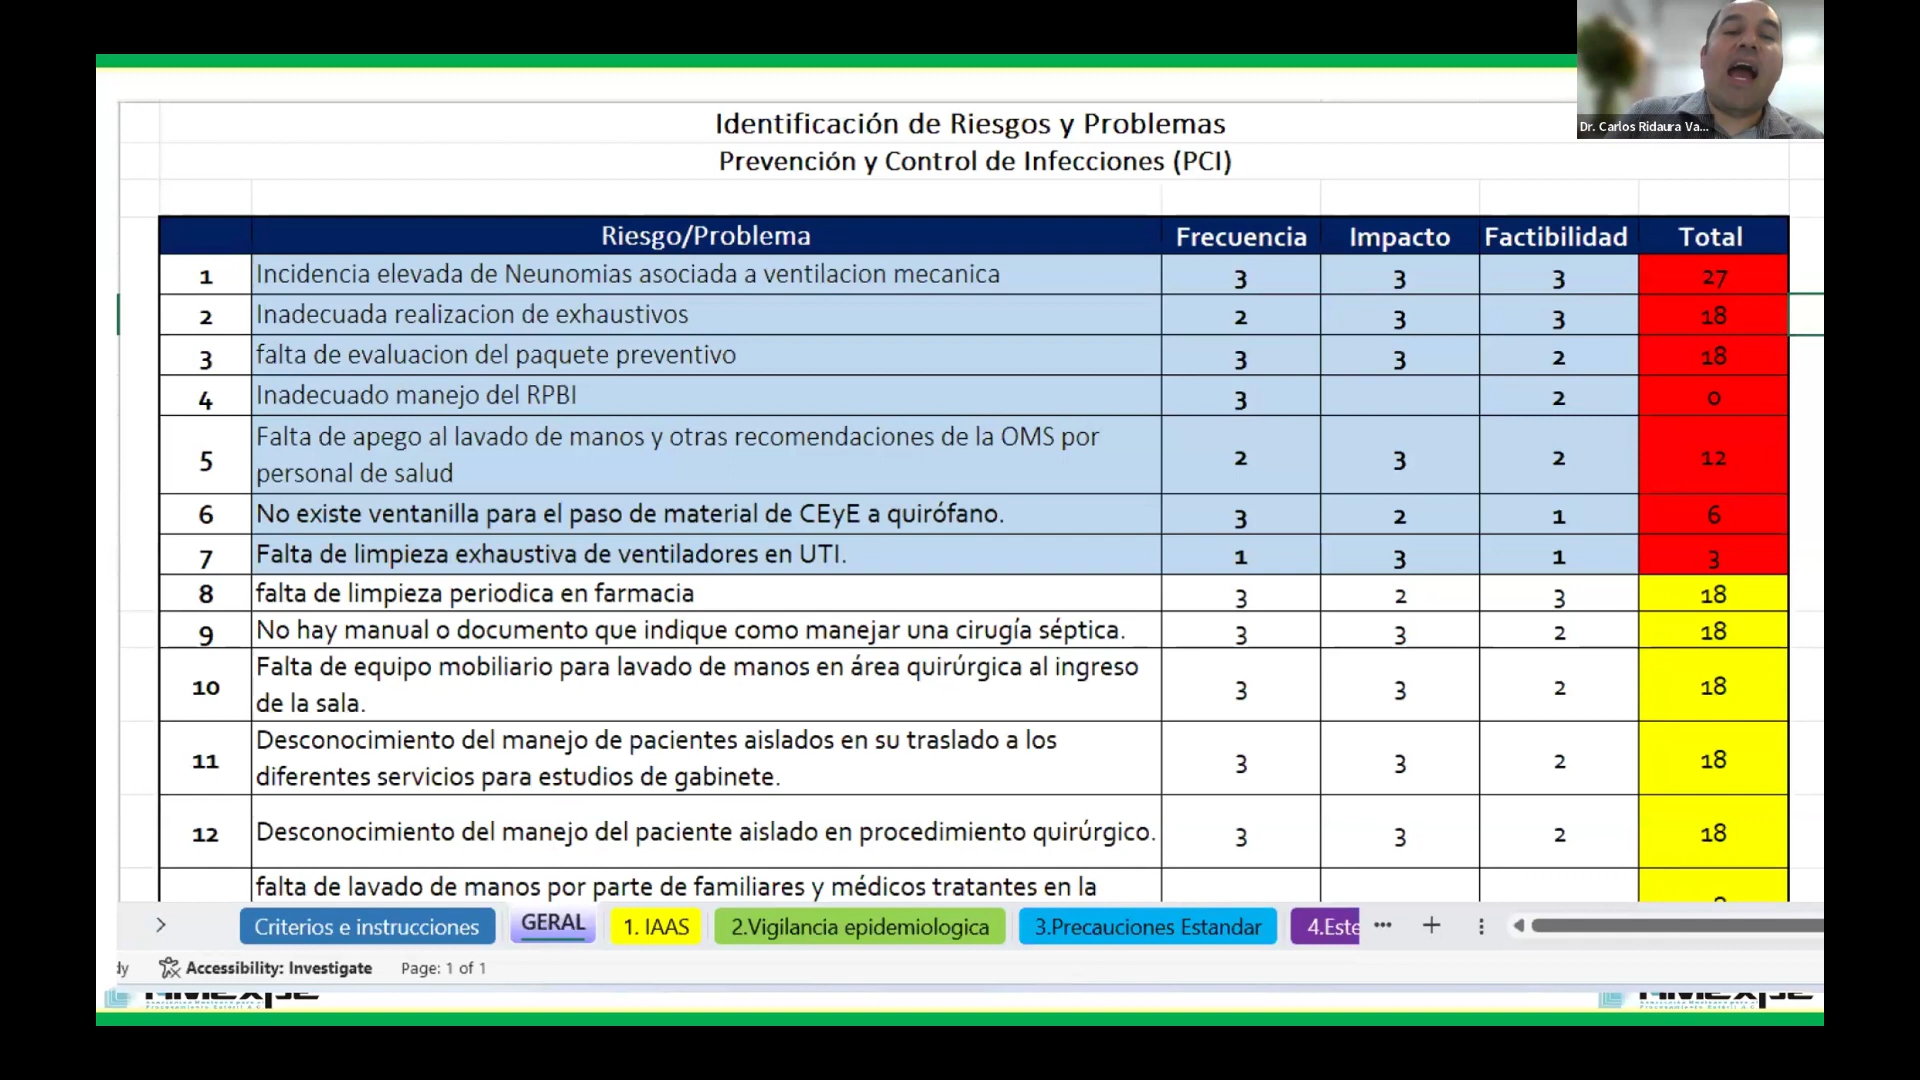 Dr. Carlos Ridaura Va...
Identificación de Riesgos y Problemas
Prevención y Control de Infecciones (PCI)
Riesgo/Problema Frecuencia Impacto Factibilidad Total
1 Incidencia elevada de Neunomias asociada a ventilacion mecanica 3 3 3 27
2 Inadecuada realizacion de exhaustivos 2 3 3 18
3 falta de evaluacion del paquete preventivo 3 3 2 18
4 Inadecuado manejo del RPBI 3 2 0
5 Falta de apego al lavado de manos y otras recomendaciones de la OMS por
personal de salud 2 3 2 12
6 No existe ventanilla para el paso de material de CEyE a quirófano. 3 2 1 6
7 Falta de limpieza exhaustiva de ventiladores en UTI. 1 3 1 3
8 falta de limpieza periodica en farmacia 3 2 3 18
9 No hay manual o documento que indique como manejar una cirugía séptica. 3 3 2 18
10 Falta de equipo mobiliario para lavado de manos en área quirúrgica al ingreso
de la sala. 3 3 2 18
11 Desconocimiento del manejo de pacientes aislados en su traslado a los
diferentes servicios para estudios de gabinete. 3 3 2 18
12 Desconocimiento del manejo del paciente aislado en procedimiento quirúrgico. 3 3 2 18
falta de lavado de manos por parte de familiares y médicos tratantes en la
Criterios e instrucciones GERAL 1. IAAS 2.Vigilancia epidemiologica 3.Precauciones Estandar 4.Este ...
dy Accessibility: Investigate Page: 1 of 1